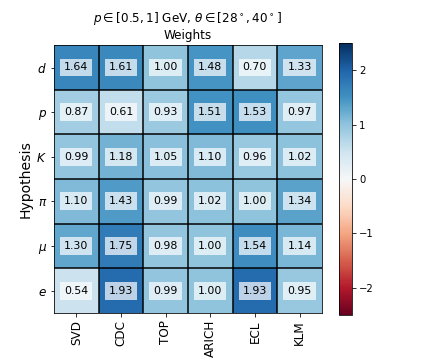 p ∈ [0.5, 1] GeV, θ ∈ [28°, 40°]
Weights
Hypothesis
d 1.64 1.61 1.00 1.48 0.70 1.33
p 0.87 0.61 0.93 1.51 1.53 0.97
K 0.99 1.18 1.05 1.10 0.96 1.02
π 1.10 1.43 0.99 1.02 1.00 1.34
μ 1.30 1.75 0.98 1.00 1.54 1.14
e 0.54 1.93 0.99 1.00 1.93 0.95
SVD CDC TOP ARICH ECL KLM
2
1
0
−1
−2